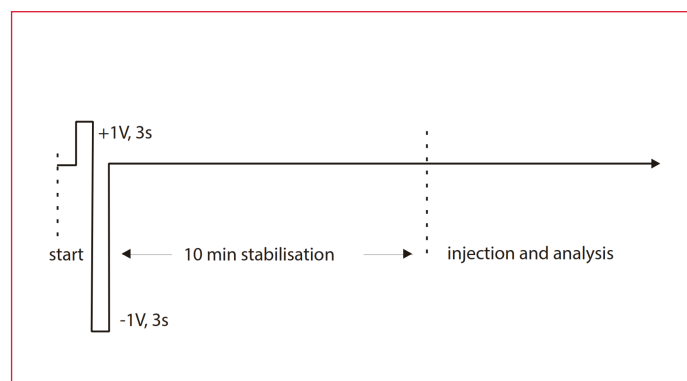 +1V, 3s
start
10 min stabilisation
injection and analysis
-1V, 3s